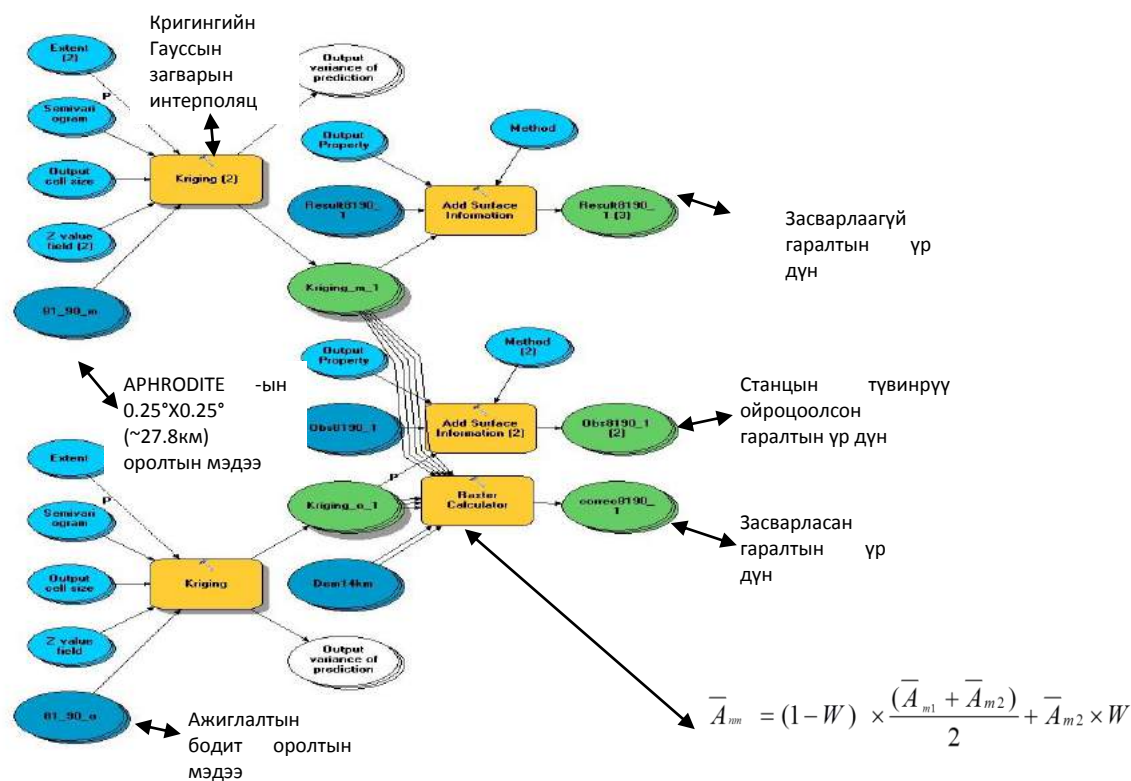 Кригингийн
Гауссын
загварын
интерполяц
Extent
(2)
P
Semivari
ogram
Output
cell size
Z value
field (2)
81_90_m
Kriging (2)
Output
variance of
prediction
Output
Property
Method
Result8190_
1
Add Surface
Information
Result8190_
1 (3)
Засварлаагүй
гаралтын үр
дүн
Kriging_m_1
Output
Property
Method
(2)
Obs8190_1
Add Surface
Information (2)
Obs8190_1
(2)
Станцын түвинрүү
ойроцоолсон
гаралтын үр дүн
APHRODITE -ын
0.25°X0.25°
(~27.8км)
оролтын мэдээ
Extent
P
Semivari
ogram
Output
cell size
Z value
field
81_90_o
Kriging
Kriging_o_1
P
Raster
Calculator
correc8190_
1
Засварласан
гаралтын үр
дүн
Dem14km
Output
variance of
prediction
Ажиглалтын
бодит оролтын
мэдээ
A̅nm = (1−W) × (A̅m1 + A̅m2) / 2 + A̅m2 × W